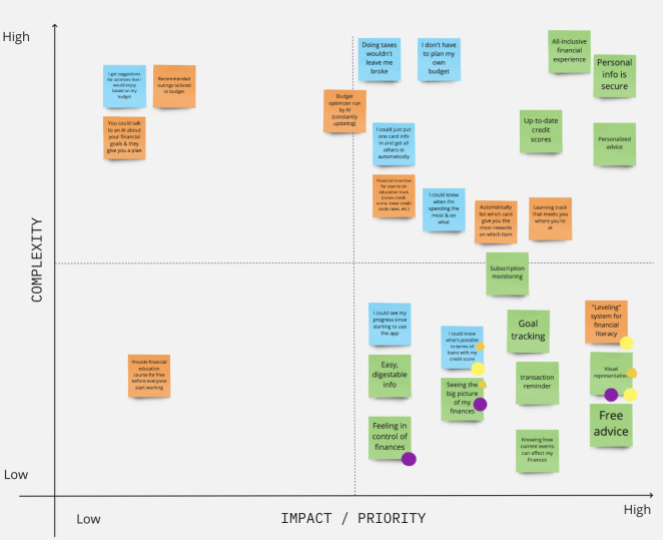 High
Doing taxes
wouldn't
leave me
broke
I don't have
to plan my
own
budget
All-inclusive
financial
experience
Personal
info is
secure
I get suggestions
for activities that I
would enjoy
based on my
budget
Recommended
outings tailored
to budget
Budget
optimizer run
by AI
(constantly
updating)
You could talk
to an AI about
your financial
goals & they
give you a plan
I could just put
one card info
in and get all
others in
automatically
Up-to-date
credit
scores
Personalized
advice
Financial incentive
for user to do
education track
I could know
when I'm
spending the
most & on
what
Automatically
list which card
give you the
most rewards
on which item
Learning track
that meets you
where you're
at
COMPLEXITY
Subscription
monitoring
I could see my
progress since
starting to use
the app
I could know
what's possible
in terms of
loans with my
credit score
Goal
tracking
"Leveling"
system for
financial
literacy
Provide financial
education
course for free
before everyone
start working
Easy,
digestable
info
Seeing the
big picture
of my
finances
transaction
reminder
Visual
representation
Feeling in
control of
finances
Knowing how
current events
can affect my
finances
Free
advice
Low
Low
IMPACT / PRIORITY
High